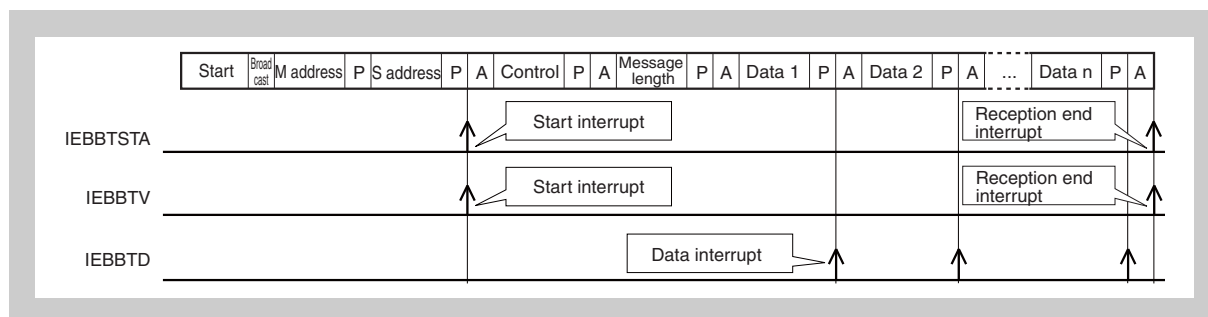 Start Broad cast M address P S address P A Control P A Message length P A Data 1 P A Data 2 P A ... Data n P A
IEBBTSTA Start interrupt Reception end interrupt
IEBBTV Start interrupt Reception end interrupt
IEBBTD Data interrupt